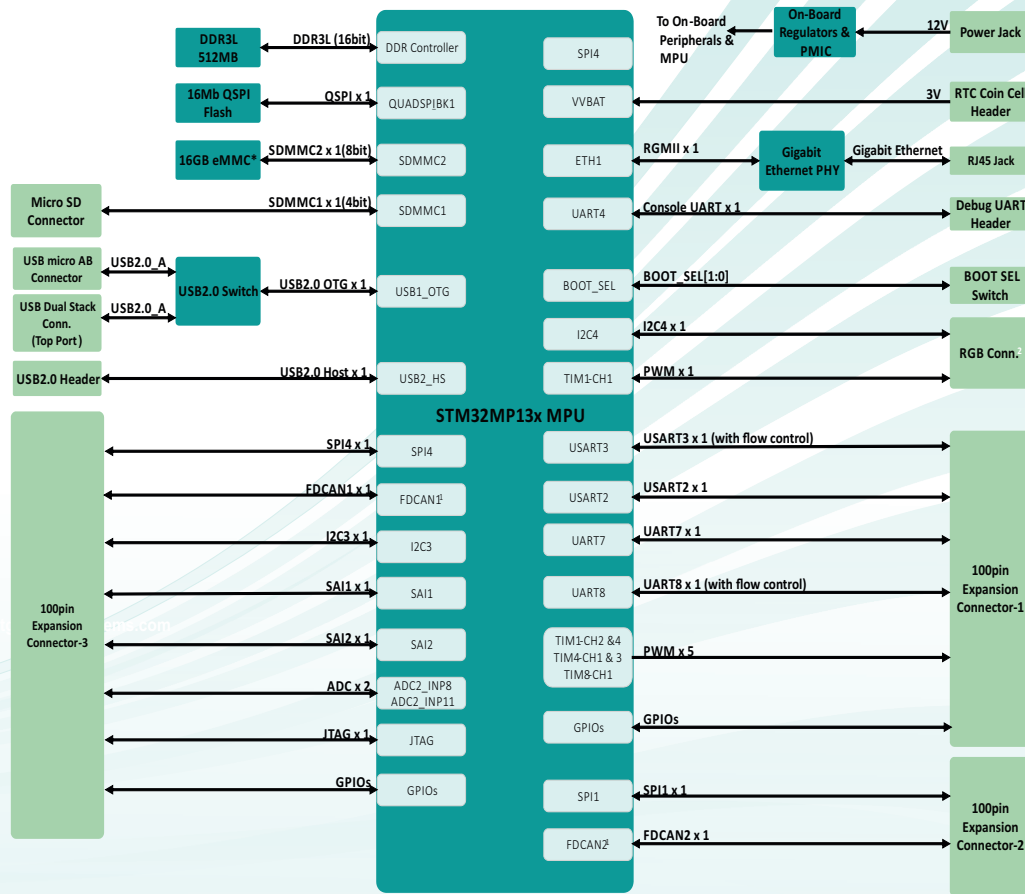 DDR3L
512MB
DDR3L (16bit)
DDR Controller
16Mb QSPI
Flash
QSPI x 1
QUADSPIBK1
16GB eMMC*
SDMMC2 x 1(8bit)
SDMMC2
Micro SD
Connector
SDMMC1 x 1(4bit)
SDMMC1
USB micro AB
Connector
USB2.0_A
USB Dual Stack
Conn.
(Top Port )
USB2.0_A
USB2.0 Switch
USB2.0 OTG x 1
USB1_OTG
USB2.0 Header
USB2.0 Host x 1
USB2_HS
STM32MP13x MPU
100pin
Expansion
Connector-3
SPI4 x 1
SPI4
FDCAN1 x 1
FDCAN1¹
I2C3 x 1
I2C3
SAI1 x 1
SAI1
SAI2 x 1
SAI2
ADC x 2
ADC2_INP8
ADC2_INP11
JTAG x 1
JTAG
GPIOs
GPIOs
SPI4
To On-Board
Peripherals &
MPU
On-Board
Regulators &
PMIC
12V
Power Jack
VVBAT
3V
RTC Coin Cell
Header
ETH1
RGMII x 1
Gigabit
Ethernet PHY
Gigabit Ethernet
RJ45 Jack
UART4
Console UART x 1
Debug UART
Header
BOOT_SEL
BOOT_SEL[1:0]
BOOT SEL
Switch
I2C4
I2C4 x 1
TIM1-CH1
PWM x 1
RGB Conn.²
USART3
USART3 x 1 (with flow control)
USART2
USART2 x 1
UART7
UART7 x 1
UART8
UART8 x 1 (with flow control)
TIM1-CH2 &4
TIM4-CH1 & 3
TIM8-CH1
PWM x 5
GPIOs
GPIOs
100pin
Expansion
Connector-1
SPI1
SPI1 x 1
FDCAN2¹
FDCAN2 x 1
100pin
Expansion
Connector-2